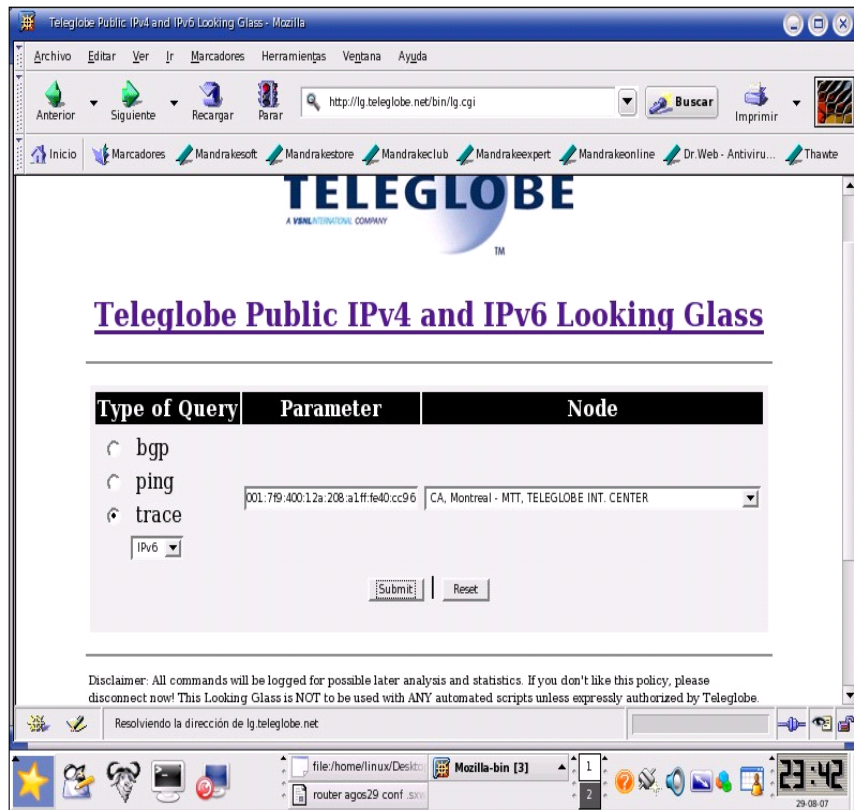 Teleglobe Public IPv4 and IPv6 Looking Glass - Mozilla
Archivo Editar Ver Ir Marcadores Herramientas Ventana Ayuda
Anterior Siguiente Recargar Parar http://lg.teleglobe.net/bin/lg.cgi Buscar Imprimir
Inicio Marcadores Mandrakesoft Mandrakestore Mandrakeclub Mandrakeexpert Mandrakeonline Dr.Web - Antiviru... Thawte
TELEGLOBE
A VSNL INTERNATIONAL COMPANY
TM
Teleglobe Public IPv4 and IPv6 Looking Glass
Type of Query Parameter Node
bgp
ping
001:7f9:400:12a:208:a1ff:fe40:cc96 CA, Montreal - MTT, TELEGLOBE INT. CENTER
trace
IPv6
Submit Reset
Disclaimer: All commands will be logged for possible later analysis and statistics. If you don't like this policy, please
disconnect now! This Looking Glass is NOT to be used with ANY automated scripts unless expressly authorized by Teleglobe.
Resolviendo la dirección de lg.teleglobe.net
file:/home/linux/Deskto Mozilla-bin [3] 1
router agos29 conf .sxw 2
23:42
29-08-07